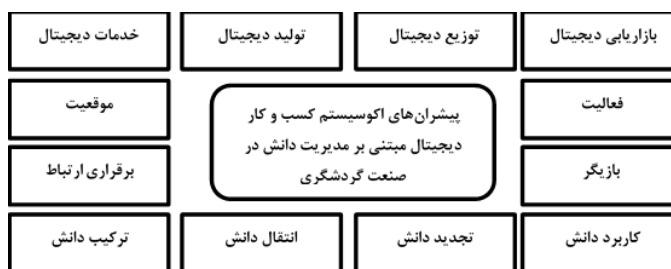 بازاریابی دیجیتال
توزیع دیجیتال
تولید دیجیتال
خدمات دیجیتال
فعالیت
پیشران‌های اکوسیستم کسب و کار
دیجیتال مبتنی بر مدیریت دانش در
صنعت گردشگری
موقعیت
بازیگر
برقراری ارتباط
کاربرد دانش
تجدید دانش
انتقال دانش
ترکیب دانش